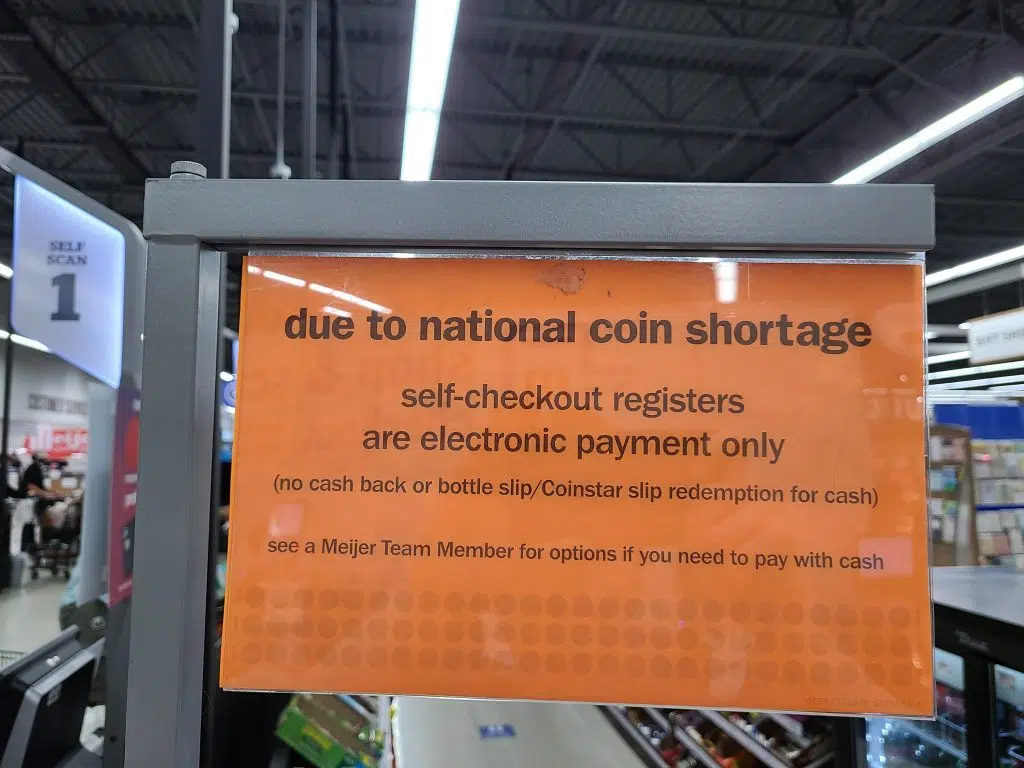 SELF
SCAN
1
due to national coin shortage
self-checkout registers
are electronic payment only
(no cash back or bottle slip/Coinstar slip redemption for cash)
see a Meijer Team Member for options if you need to pay with cash
CUSTOMER SERVICE